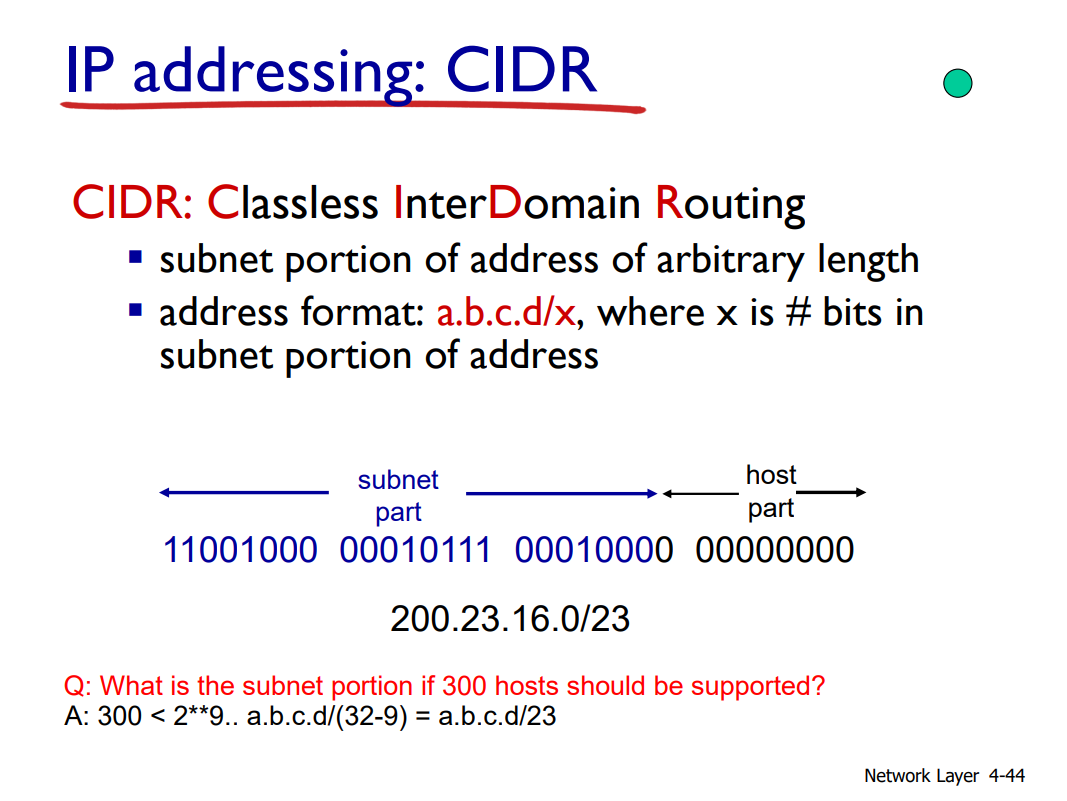 IP addressing: CIDR
CIDR: Classless InterDomain Routing
▪ subnet portion of address of arbitrary length
▪ address format: a.b.c.d/x, where x is # bits in
subnet portion of address
subnet
part
host
part
11001000 00010111 00010000 00000000
200.23.16.0/23
Q: What is the subnet portion if 300 hosts should be supported?
A: 300 < 2**9.. a.b.c.d/(32-9) = a.b.c.d/23
Network Layer 4-44